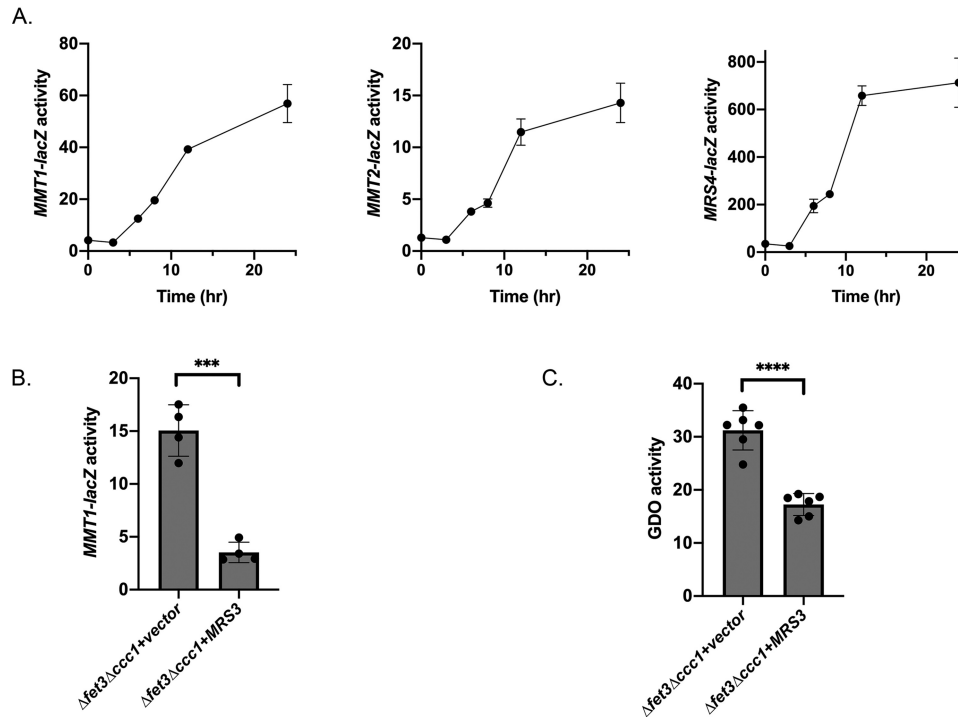 A.
MMT1-lacZ activity
80
60
40
20
0
0 10 20
Time (hr)
MMT2-lacZ activity
20
15
10
5
0
0 10 20
Time (hr)
MRS4-lacZ activity
800
600
400
200
0
0 10 20
Time (hr)
B.
MMT1-lacZ activity
20
15
10
5
0
***
Δfet3Δccc1+vector
Δfet3Δccc1+MRS3
C.
GDO activity
40
30
20
10
0
****
Δfet3Δccc1+vector
Δfet3Δccc1+MRS3